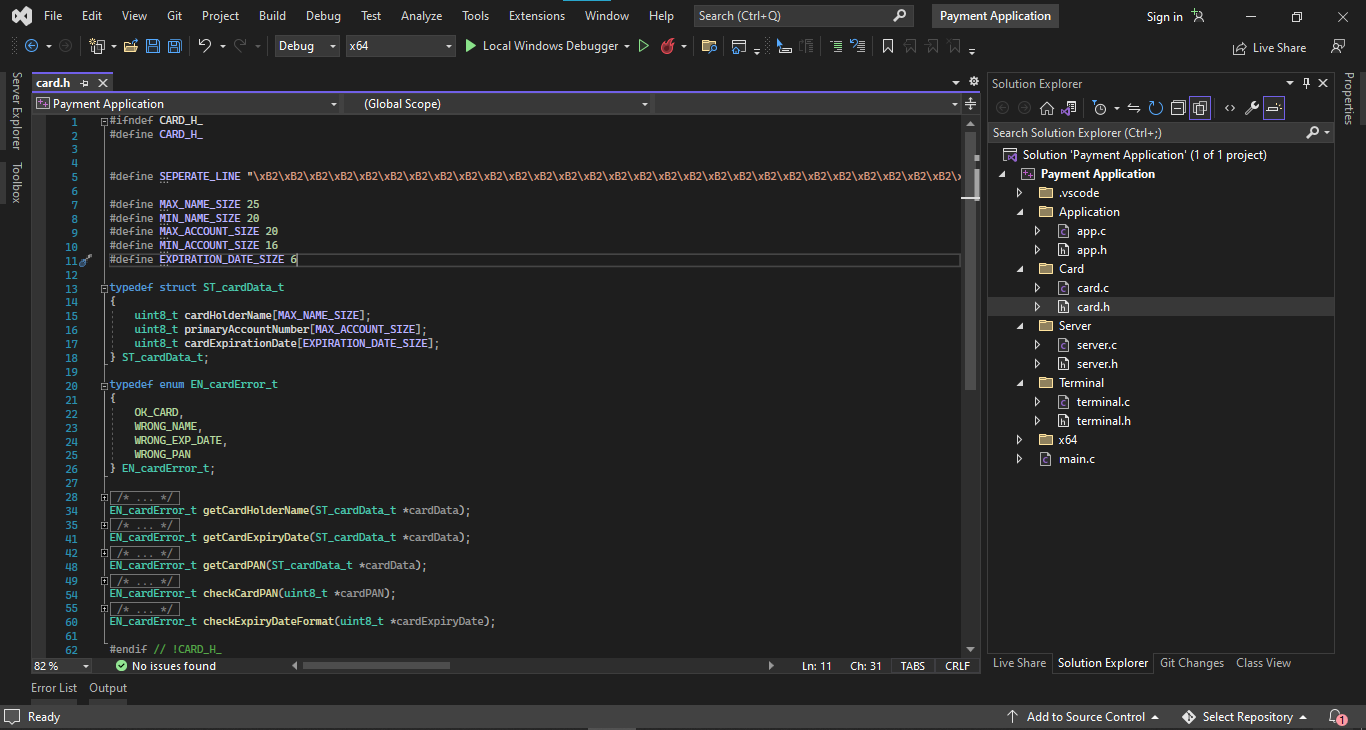 File Edit View Git Project Build Debug Test Analyze Tools Extensions Window Help Search (Ctrl+Q) Payment Application Sign in
Debug x64 Local Windows Debugger Live Share
Server Explorer
Toolbox
card.h
Payment Application (Global Scope)
1 #ifndef CARD_H_
2 #define CARD_H_
3
4
5 #define SEPERATE_LINE "\xB2\xB2\xB2\xB2\xB2\xB2\xB2\xB2\xB2\xB2\xB2\xB2\xB2\xB2\xB2\xB2\xB2\xB2\xB2\xB2\xB2\xB2\xB2\xB2\xB2\xB2\xB2\xB2\x
6
7 #define MAX_NAME_SIZE 25
8 #define MIN_NAME_SIZE 20
9 #define MAX_ACCOUNT_SIZE 20
10 #define MIN_ACCOUNT_SIZE 16
11 #define EXPIRATION_DATE_SIZE 6
12
13 typedef struct ST_cardData_t
14 {
15 uint8_t cardHolderName[MAX_NAME_SIZE];
16 uint8_t primaryAccountNumber[MAX_ACCOUNT_SIZE];
17 uint8_t cardExpirationDate[EXPIRATION_DATE_SIZE];
18 } ST_cardData_t;
19
20 typedef enum EN_cardError_t
21 {
22 OK_CARD,
23 WRONG_NAME,
24 WRONG_EXP_DATE,
25 WRONG_PAN
26 } EN_cardError_t;
27
28 /* ... */
34 EN_cardError_t getCardHolderName(ST_cardData_t *cardData);
35 /* ... */
41 EN_cardError_t getCardExpiryDate(ST_cardData_t *cardData);
42 /* ... */
48 EN_cardError_t getCardPAN(ST_cardData_t *cardData);
49 /* ... */
54 EN_cardError_t checkCardPAN(uint8_t *cardPAN);
55 /* ... */
60 EN_cardError_t checkExpiryDateFormat(uint8_t *cardExpiryDate);
61
62 #endif // !CARD_H_
82 % No issues found Ln: 11 Ch: 31 TABS CRLF
Solution Explorer
Search Solution Explorer (Ctrl+;)
Solution 'Payment Application' (1 of 1 project)
Payment Application
.vscode
Application
app.c
app.h
Card
card.c
card.h
Server
server.c
server.h
Terminal
terminal.c
terminal.h
x64
main.c
Live Share Solution Explorer Git Changes Class View
Properties
Error List Output
Ready Add to Source Control Select Repository 1